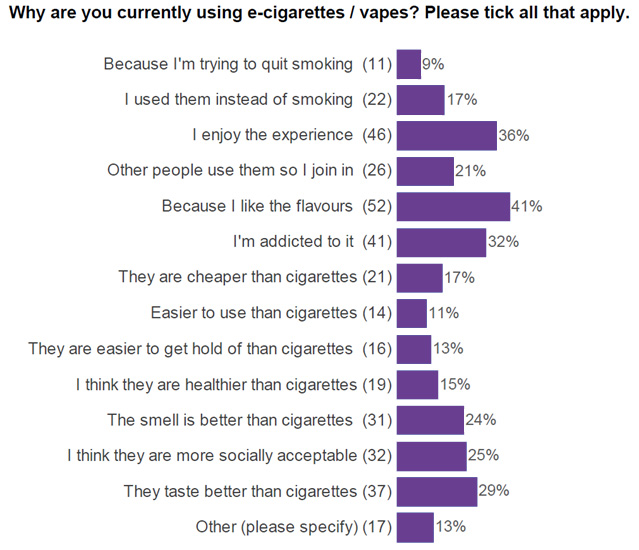 Why are you currently using e-cigarettes / vapes? Please tick all that apply.
Because I'm trying to quit smoking (11) 9%
I used them instead of smoking (22) 17%
I enjoy the experience (46) 36%
Other people use them so I join in (26) 21%
Because I like the flavours (52) 41%
I'm addicted to it (41) 32%
They are cheaper than cigarettes (21) 17%
Easier to use than cigarettes (14) 11%
They are easier to get hold of than cigarettes (16) 13%
I think they are healthier than cigarettes (19) 15%
The smell is better than cigarettes (31) 24%
I think they are more socially acceptable (32) 25%
They taste better than cigarettes (37) 29%
Other (please specify) (17) 13%